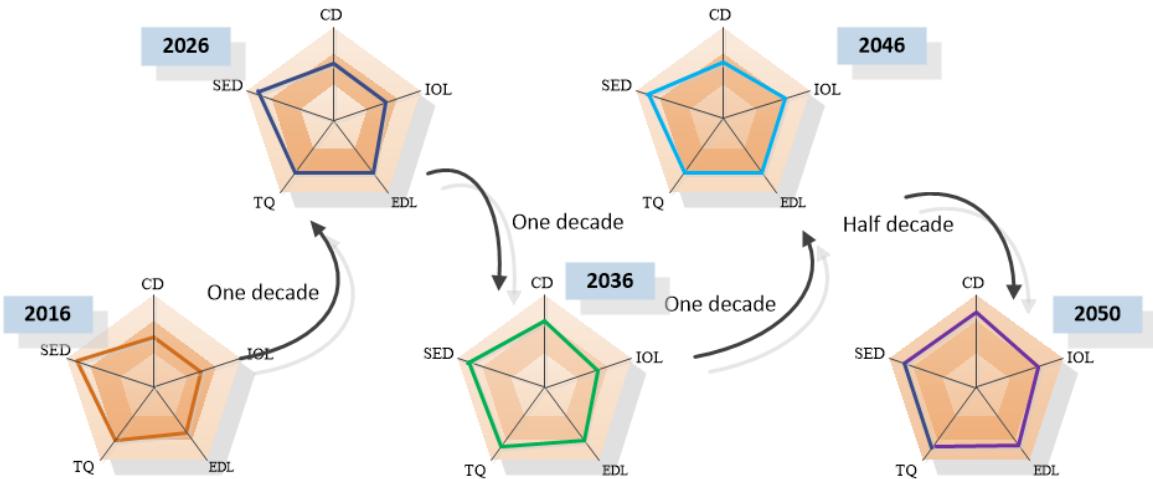 CD
2026
SED
IOL
TQ
EDL
One decade
CD
2046
SED
IOL
TQ
EDL
Half decade
2016
CD
SED
IOL
TQ
EDL
One decade
CD
2036
SED
IOL
TQ
EDL
One decade
CD
2050
SED
IOL
TQ
EDL